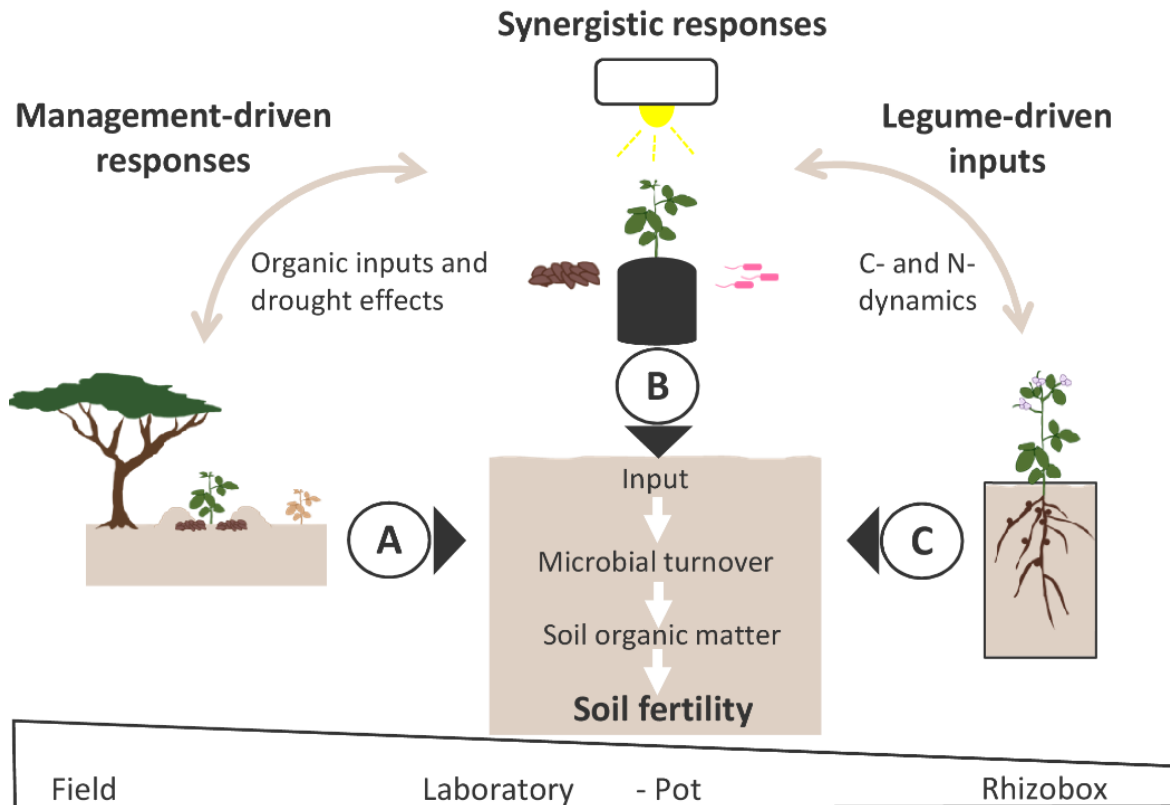 Synergistic responses
Management-driven
responses
Legume-driven
inputs
Organic inputs and
drought effects
C- and N-
dynamics
B
Input
A
C
Microbial turnover
Soil organic matter
Soil fertility
Field
Laboratory - Pot
Rhizobox